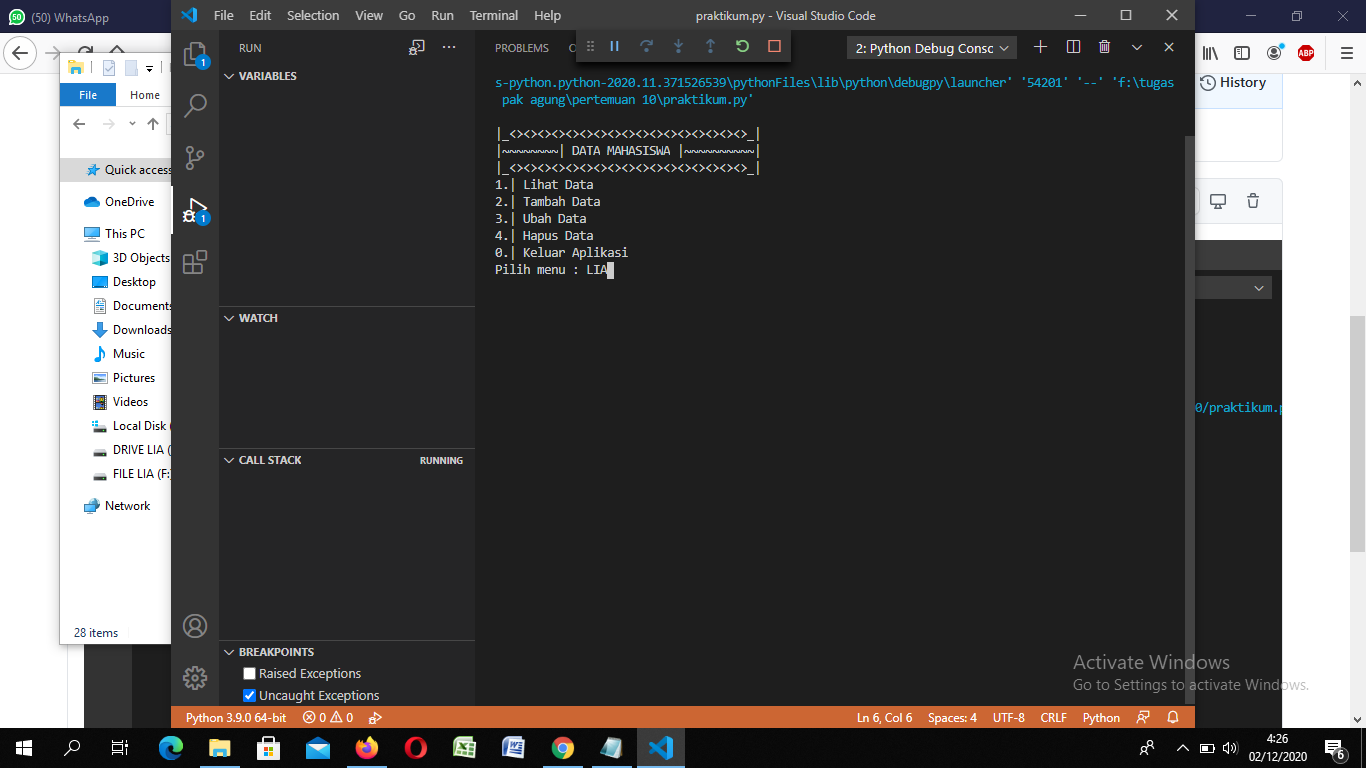 (50) WhatsApp
File Edit Selection View Go Run Terminal Help
praktikum.py - Visual Studio Code
File
Home
Quick access
OneDrive
This PC
3D Objects
Desktop
Documents
Downloads
Music
Pictures
Videos
Local Disk (
DRIVE LIA (
FILE LIA (F:)
Network
28 items
1
1
RUN
VARIABLES
WATCH
CALL STACK
RUNNING
BREAKPOINTS
Raised Exceptions
Uncaught Exceptions
PROBLEMS
2: Python Debug Consc
s-python.python-2020.11.371526539\pythonFiles\lib\python\debugpy\launcher' '54201' '--' 'f:\tugas
pak agung\pertemuan 10\praktikum.py'
|_<><><><><><><><><><><><><><><><><>_|
|~~~~~~~~| DATA MAHASISWA |~~~~~~~~~~|
|_<><><><><><><><><><><><><><><><><>_|
1.| Lihat Data
2.| Tambah Data
3.| Ubah Data
4.| Hapus Data
0.| Keluar Aplikasi
Pilih menu : LIA
ABP
History
0/praktikum.p
Activate Windows
Go to Settings to activate Windows.
Python 3.9.0 64-bit
0
0
Ln 6, Col 6
Spaces: 4
UTF-8
CRLF
Python
4:26
02/12/2020
6